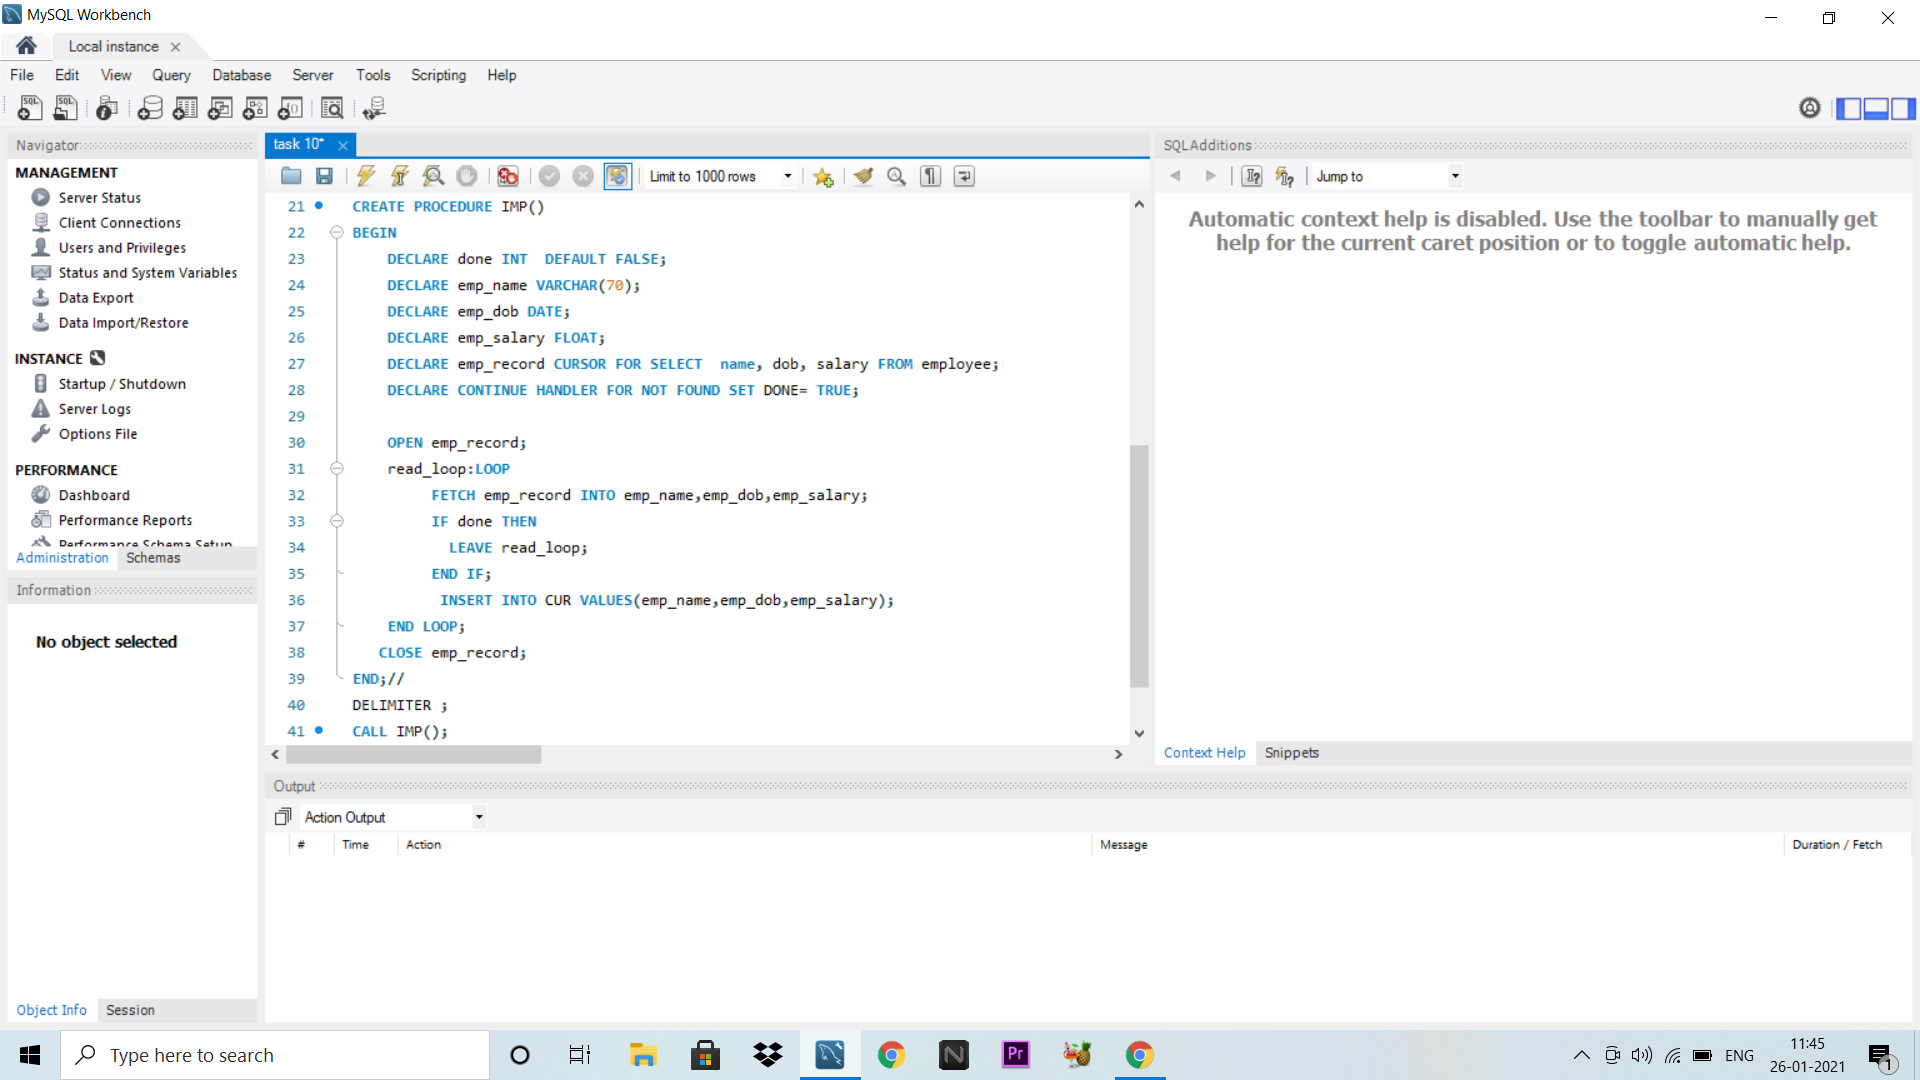 MySQL Workbench
Local instance
File Edit View Query Database Server Tools Scripting Help
Navigator
MANAGEMENT
Server Status
Client Connections
Users and Privileges
Status and System Variables
Data Export
Data Import/Restore
INSTANCE
Startup / Shutdown
Server Logs
Options File
PERFORMANCE
Dashboard
Performance Reports
Performance Schema Setup
Administration Schemas
Information
No object selected
Object Info Session
task 10*
Limit to 1000 rows
21 CREATE PROCEDURE IMP()
22 BEGIN
23 DECLARE done INT  DEFAULT FALSE;
24 DECLARE emp_name VARCHAR(70);
25 DECLARE emp_dob DATE;
26 DECLARE emp_salary FLOAT;
27 DECLARE emp_record CURSOR FOR SELECT  name, dob, salary FROM employee;
28 DECLARE CONTINUE HANDLER FOR NOT FOUND SET DONE= TRUE;
29
30 OPEN emp_record;
31 read_loop:LOOP
32 FETCH emp_record INTO emp_name,emp_dob,emp_salary;
33 IF done THEN
34 LEAVE read_loop;
35 END IF;
36 INSERT INTO CUR VALUES(emp_name,emp_dob,emp_salary);
37 END LOOP;
38 CLOSE emp_record;
39 END;//
40 DELIMITER ;
41 CALL IMP();
SQLAdditions
Jump to
Automatic context help is disabled. Use the toolbar to manually get
help for the current caret position or to toggle automatic help.
Context Help Snippets
Output
Action Output
# Time Action Message Duration / Fetch
Type here to search
Pr
ENG
11:45
26-01-2021
1